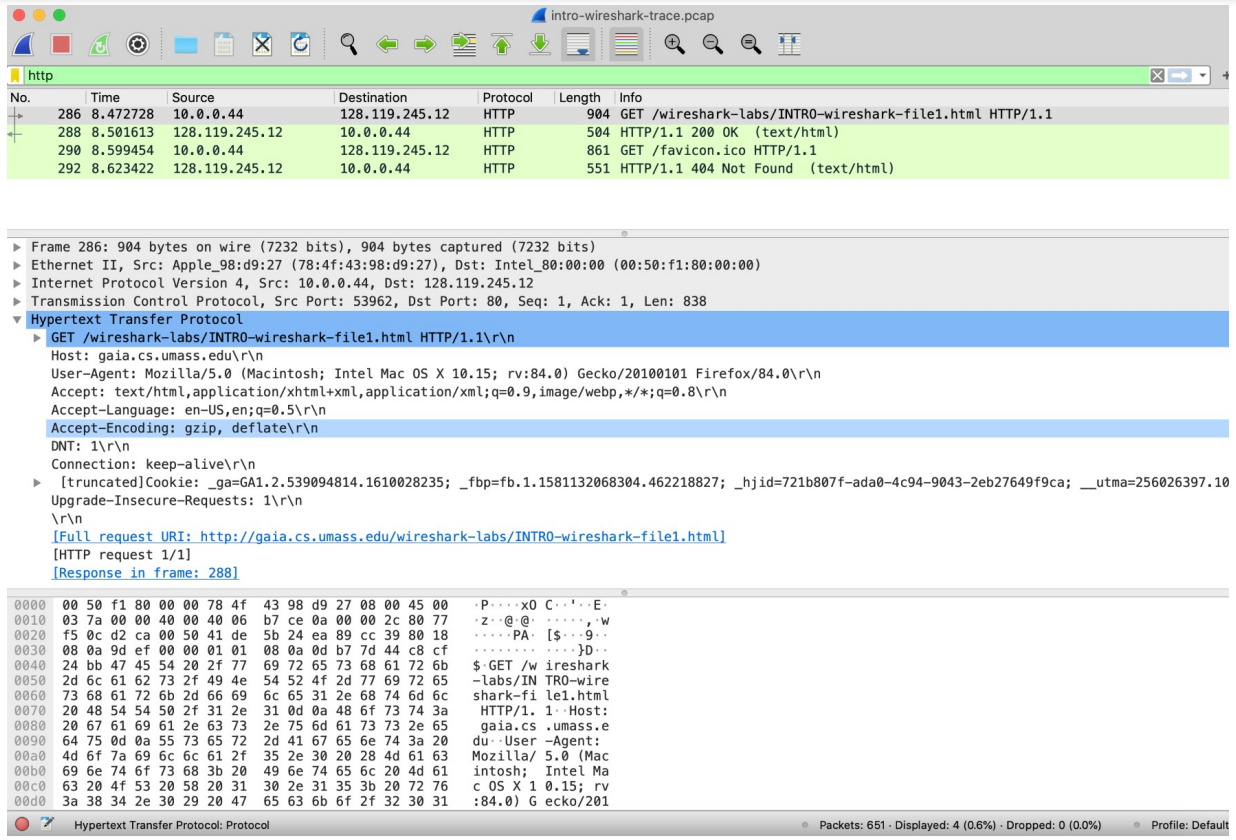 intro-wireshark-trace.pcap
http
No. Time Source Destination Protocol Length Info
286 8.472728 10.0.0.44 128.119.245.12 HTTP 904 GET /wireshark-labs/INTRO-wireshark-file1.html HTTP/1.1
288 8.501613 128.119.245.12 10.0.0.44 HTTP 504 HTTP/1.1 200 OK (text/html)
290 8.599454 10.0.0.44 128.119.245.12 HTTP 861 GET /favicon.ico HTTP/1.1
292 8.623422 128.119.245.12 10.0.0.44 HTTP 551 HTTP/1.1 404 Not Found (text/html)
Frame 286: 904 bytes on wire (7232 bits), 904 bytes captured (7232 bits)
Ethernet II, Src: Apple_98:d9:27 (78:4f:43:98:d9:27), Dst: Intel_80:00:00 (00:50:f1:80:00:00)
Internet Protocol Version 4, Src: 10.0.0.44, Dst: 128.119.245.12
Transmission Control Protocol, Src Port: 53962, Dst Port: 80, Seq: 1, Ack: 1, Len: 838
Hypertext Transfer Protocol
GET /wireshark-labs/INTRO-wireshark-file1.html HTTP/1.1\r\n
Host: gaia.cs.umass.edu\r\n
User-Agent: Mozilla/5.0 (Macintosh; Intel Mac OS X 10.15; rv:84.0) Gecko/20100101 Firefox/84.0\r\n
Accept: text/html,application/xhtml+xml,application/xml;q=0.9,image/webp,*/*;q=0.8\r\n
Accept-Language: en-US,en;q=0.5\r\n
Accept-Encoding: gzip, deflate\r\n
DNT: 1\r\n
Connection: keep-alive\r\n
[truncated]Cookie: _ga=GA1.2.539094814.1610028235; _fbp=fb.1.1581132068304.462218827; _hjid=721b807f-ada0-4c94-9043-2eb27649f9ca; __utma=256026397.10
Upgrade-Insecure-Requests: 1\r\n
\r\n
[Full request URI: http://gaia.cs.umass.edu/wireshark-labs/INTRO-wireshark-file1.html]
[HTTP request 1/1]
[Response in frame: 288]
0000 00 50 f1 80 00 00 78 4f 43 98 d9 27 08 00 45 00 ·P····xO C··'··E·
0010 03 7a 00 00 40 00 40 06 b7 ce 0a 00 00 2c 80 77 ·z··@·@· ·····,·w
0020 f5 0c d2 ca 00 50 41 de 5b 24 ea 89 cc 39 80 18 ·····PA· [$···9··
0030 08 0a 9d ef 00 00 01 01 08 0a 0d b7 7d 44 c8 cf ········ ····}D··
0040 24 bb 47 45 54 20 2f 77 69 72 65 73 68 61 72 6b $·GET /w ireshark
0050 2d 6c 61 62 73 2f 49 4e 54 52 4f 2d 77 69 72 65 -labs/IN TRO-wire
0060 73 68 61 72 6b 2d 66 69 6c 65 31 2e 68 74 6d 6c shark-fi le1.html
0070 20 48 54 54 50 2f 31 2e 31 0d 0a 48 6f 73 74 3a HTTP/1. 1··Host:
0080 20 67 61 69 61 2e 63 73 2e 75 6d 61 73 73 2e 65 gaia.cs .umass.e
0090 64 75 0d 0a 55 73 65 72 2d 41 67 65 6e 74 3a 20 du··User -Agent:
00a0 4d 6f 7a 69 6c 6c 61 2f 35 2e 30 20 28 4d 61 63 Mozilla/ 5.0 (Mac
00b0 69 6e 74 6f 73 68 3b 20 49 6e 74 65 6c 20 4d 61 intosh; Intel Ma
00c0 63 20 4f 53 20 58 20 31 30 2e 31 35 3b 20 72 76 c OS X 1 0.15; rv
00d0 3a 38 34 2e 30 29 20 47 65 63 6b 6f 2f 32 30 31 :84.0) G ecko/201
Hypertext Transfer Protocol: Protocol Packets: 651 · Displayed: 4 (0.6%) · Dropped: 0 (0.0%) Profile: Default